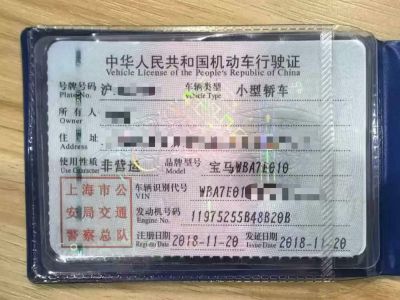 中华人民共和国机动车行驶证
Vehicle License of the People's Republic of China
号牌号码 沪 车辆类型 小型轿车
Plate No. Vehicle Type
所有人
Owner
住址
Address
使用性质 非营运 品牌型号 宝马WBA7E010
Use Character Model
上海市公
安局交通
警察总队
车辆识别代号 WBA7E01
VIN
发动机号码 11975255B48B20B
Engine No.
注册日期 2018-11-20 发证日期 2018-11-20
Register Date Issue Date